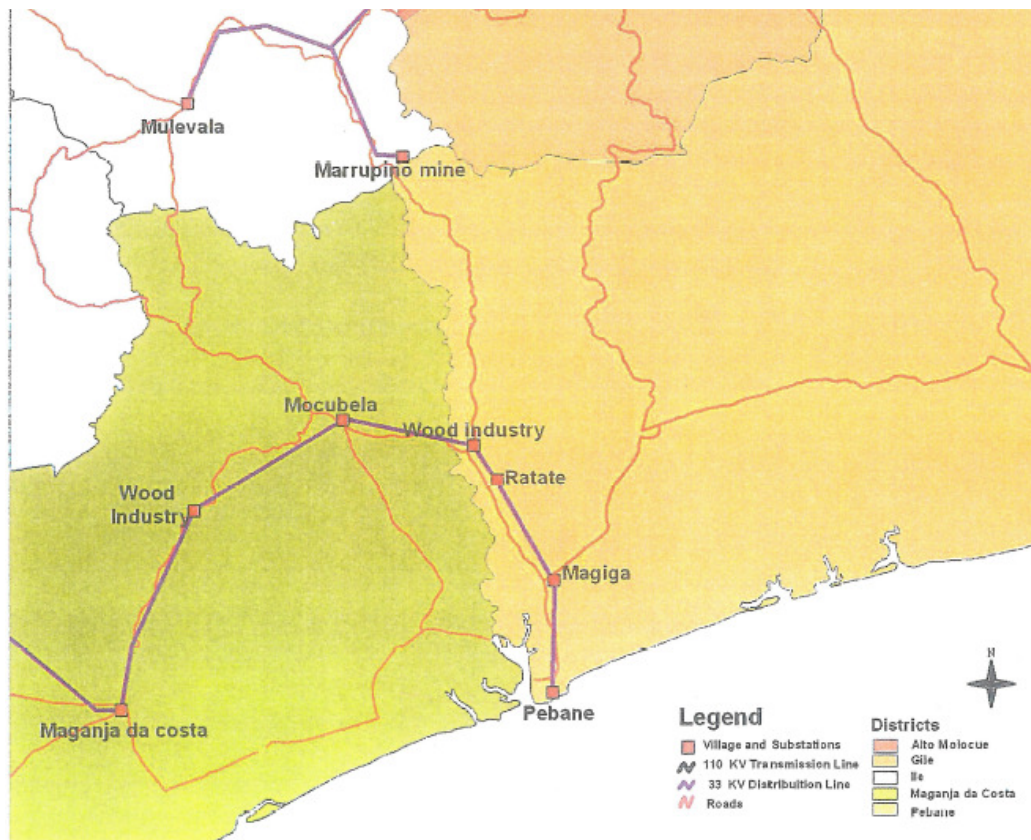 Mulevala
Marrupino mine
Mocubela
Wood industry
Ratate
Wood
Industry
Magiga
Maganja da costa
Pebane
N
Legend
Village and Substations
110 KV Transmission Line
33 KV Distribuition Line
Roads
Districts
Alto Molocue
Gile
Ile
Maganja da Costa
Pebane